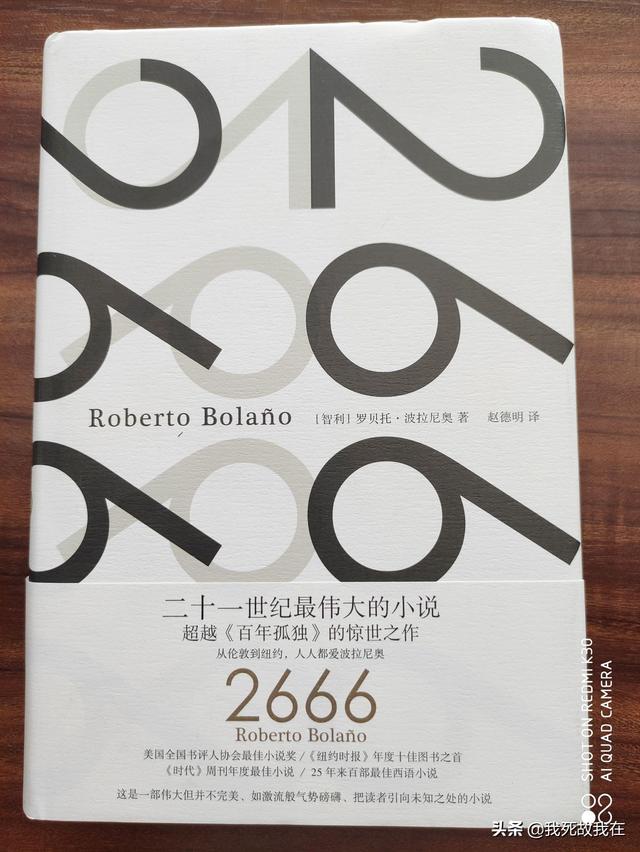 2666
Roberto Bolaño
[智利] 罗贝托·波拉尼奥 著 赵德明 译
二十一世纪最伟大的小说
超越《百年孤独》的惊世之作
从伦敦到纽约，人人都爱波拉尼奥
2666
Roberto Bolaño
美国全国书评人协会最佳小说奖 /《纽约时报》年度十佳图书之首
《时代》周刊年度最佳小说 / 25年来百部最佳西语小说
这是一部伟大但并不完美、如激流般气势磅礴、把读者引向未知之处的小说
SHOT ON REDMI K30
AI QUAD CAMERA
头条 @我死故我在